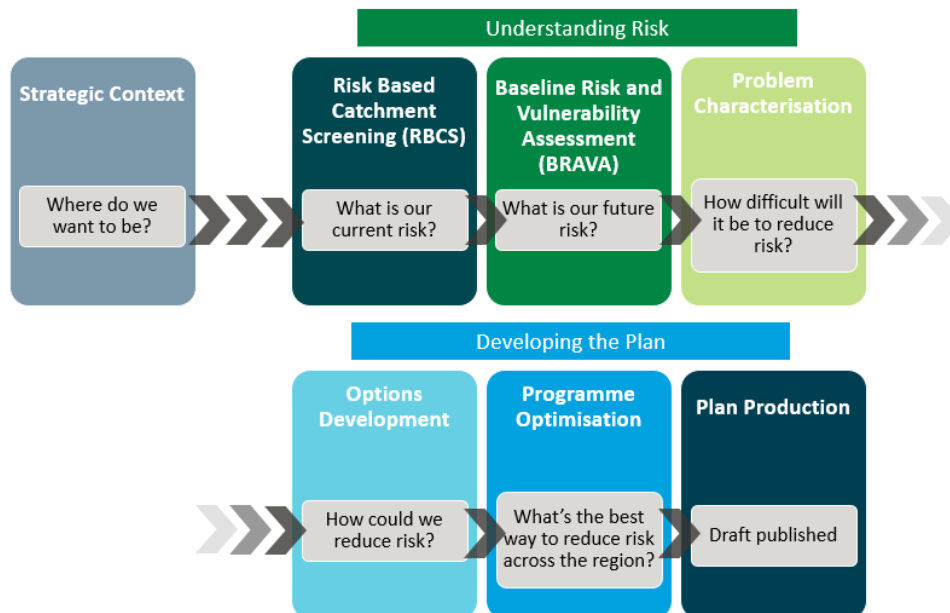 Understanding Risk
Strategic Context
Where do we
want to be?
Risk Based
Catchment
Screening (RBCS)
What is our
current risk?
Baseline Risk and
Vulnerability
Assessment
(BRAVA)
What is our future
risk?
Problem
Characterisation
How difficult will
it be to reduce
risk?
Developing the Plan
Options
Development
How could we
reduce risk?
Programme
Optimisation
What’s the best
way to reduce risk
across the region?
Plan Production
Draft published